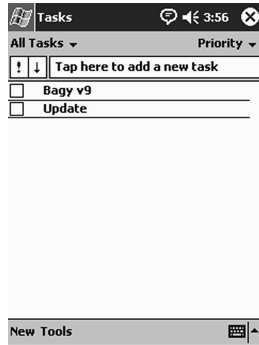 Tasks 3:56
All Tasks Priority
! ↓ Tap here to add a new task
Bagy v9
Update
New Tools